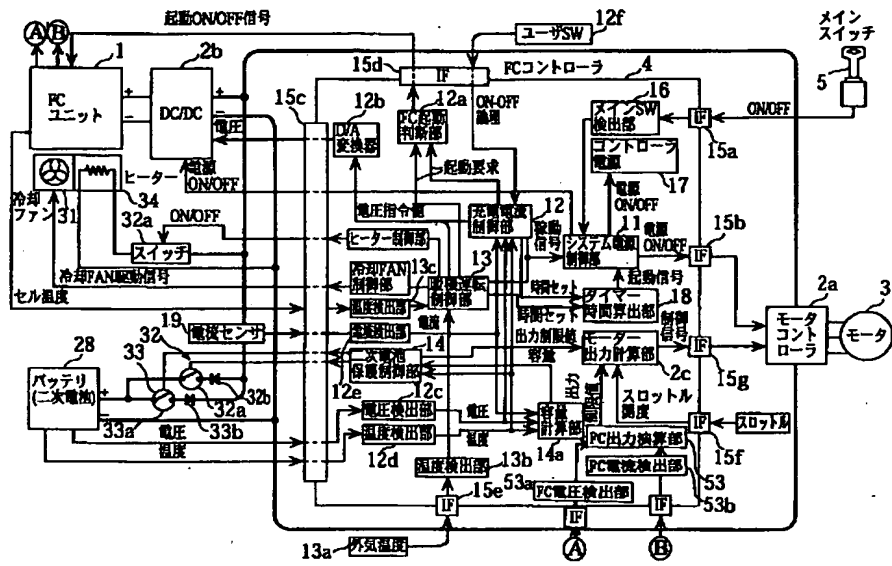 起動ON/OFF信号
12f
ユーザSW
メイン
スイッチ
A
B
1
2b
15d
IF
FCコントローラ
4
5
FC
ユニット
DC/DC
+
−
+
−
電圧
15c
12b
D/A
変換器
12a
FC起動
判断部
ON-OFF
16
メインSW
検出部
IF
ON/OFF
15a
コントローラ
電源
17
起動要求
電源
ON/OFF
電源
ON/OFF
ヒーター
34
冷却
ファン
31
32a
ON/OFF
スイッチ
電圧指令値
充電電流
制御部
12
駆動
信号
11
システム電源
制御部
電源
ON/OFF
15b
IF
ヒーター制御部
13
冷却FAN駆動信号
冷却FAN
制御部
13c
制御部
時間セット
起動信号
タイマー
時間算出部
18
時間セット
セル温度
温度検出部
電流
制御
信号
2a
3
モータ
コントロ
ーラ
モータ
19
電流センサ
電流検出部
14
出力制限値
容量
モーター
出力計算部
2c
IF
15g
28
バッテリ
(二次電池)
+
−
33
32
32a
32b
33a
33b
二次電池
保護制御部
12e
12c
電圧検出部
電圧
温度検出部
温度
12d
電圧
温度
容量
計算部
14a
出力
制限値
スロットル
開度
IF
スロットル
15f
FC出力演算部
53
FC電流検出部
53b
53a
FC電圧検出部
温度検出部
13b
15e
IF
IF
IF
13a
外気温度
A
B